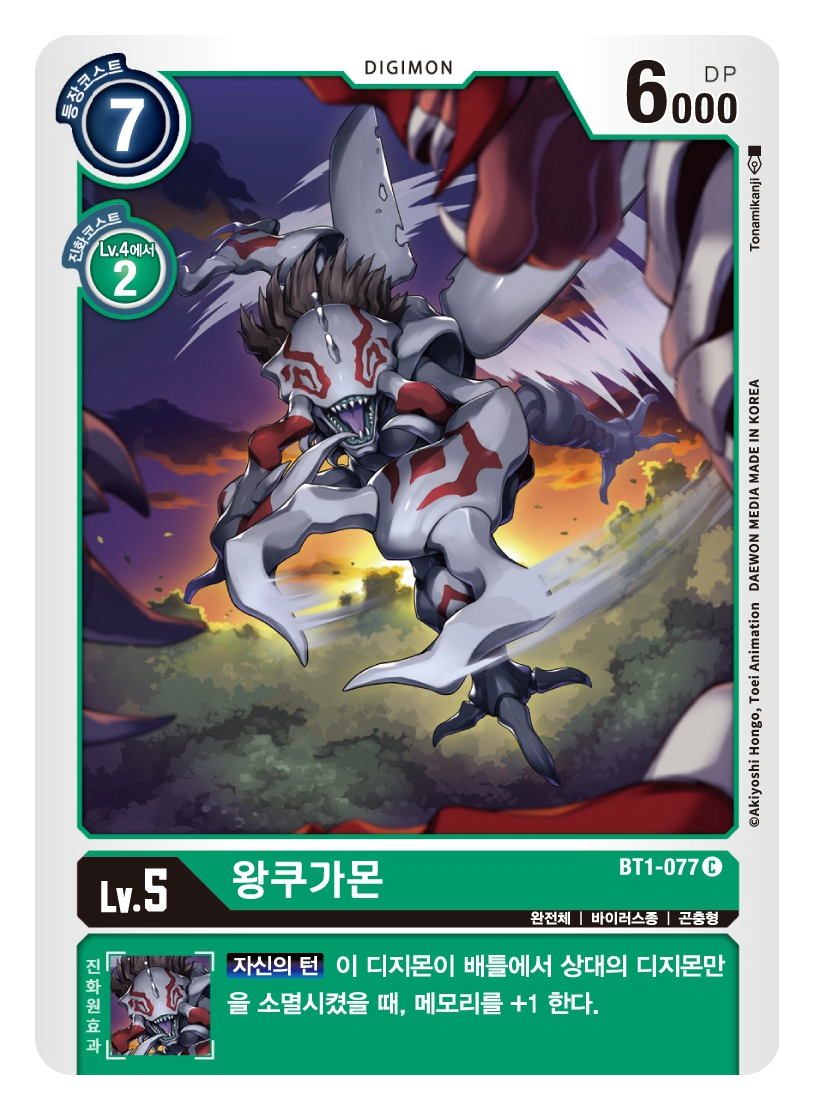 등장코스트
7
DIGIMON
DP
6000
진화코스트
Lv.4에서
2
Tonamikanji
©Akiyoshi Hongo, Toei Animation DAEWON MEDIA MADE IN KOREA
Lv.5
왕쿠가몬
BT1-077 C
완전체 | 바이러스종 | 곤충형
진화원효과
자신의 턴 이 디지몬이 배틀에서 상대의 디지몬만
을 소멸시켰을 때, 메모리를 +1 한다.